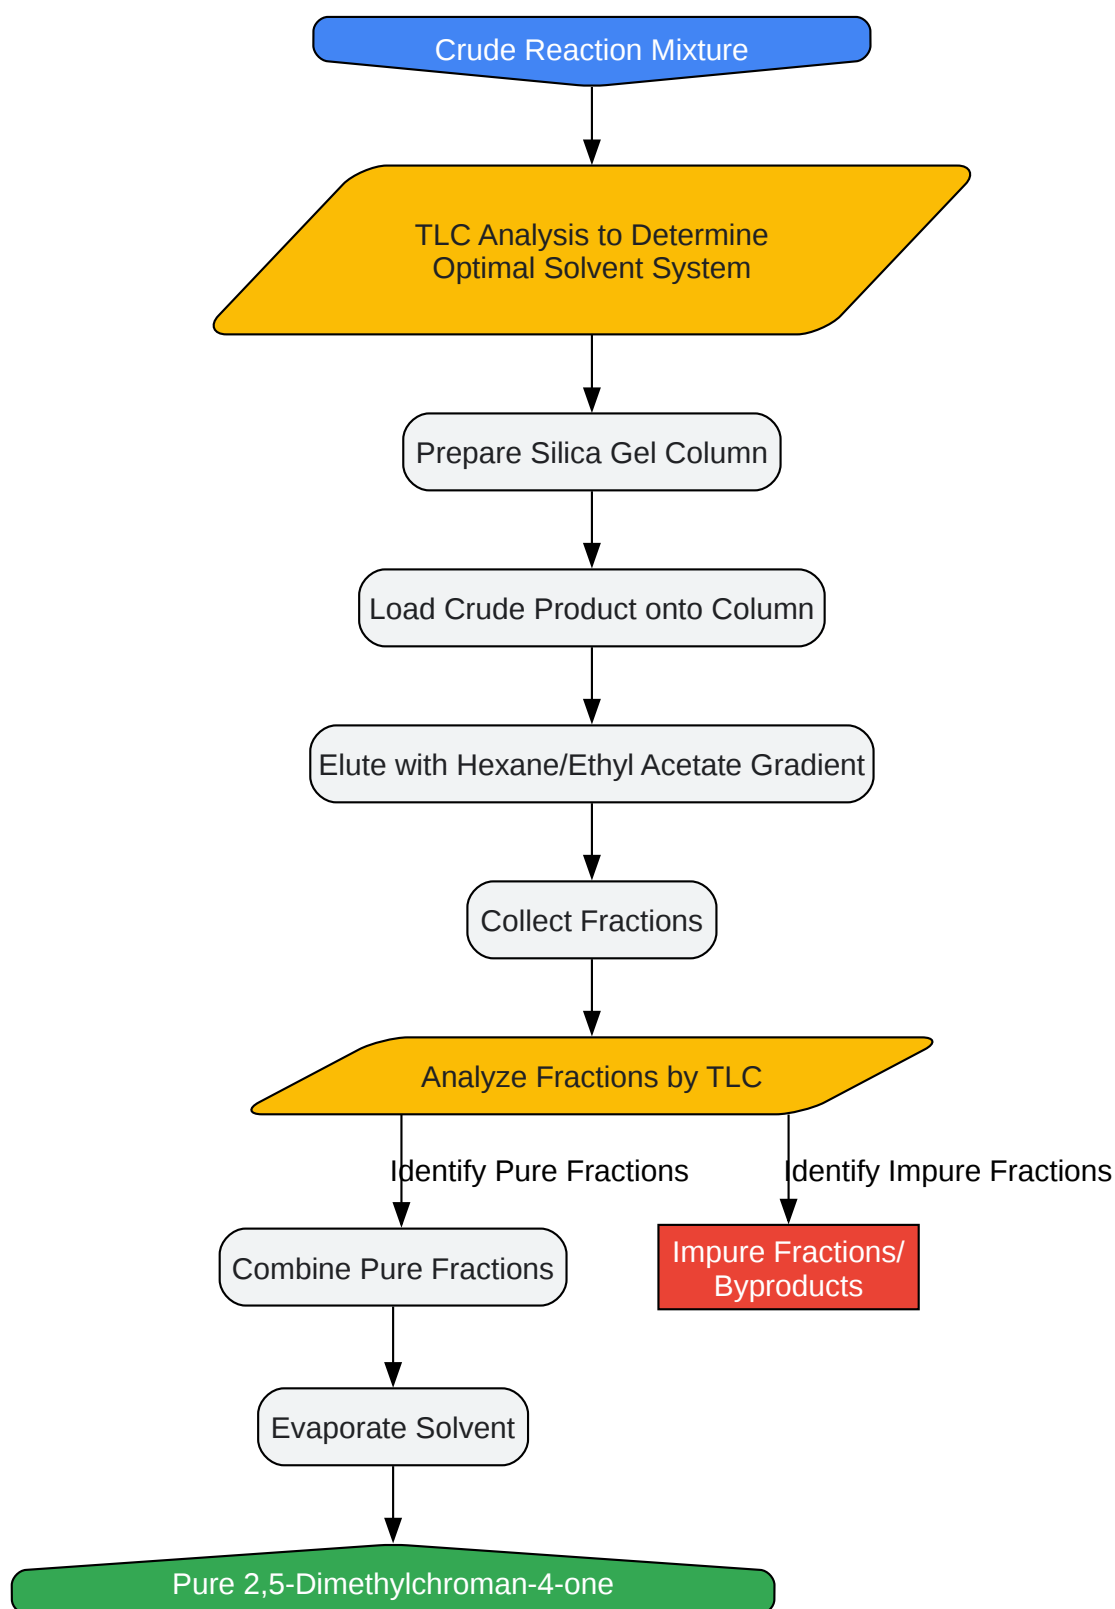 Crude Reaction Mixture
TLC Analysis to Determine
Optimal Solvent System
Prepare Silica Gel Column
Load Crude Product onto Column
Elute with Hexane/Ethyl Acetate Gradient
Collect Fractions
Analyze Fractions by TLC
Identify Pure Fractions
Identify Impure Fractions
Combine Pure Fractions
Impure Fractions/
Byproducts
Evaporate Solvent
Pure 2,5-Dimethylchroman-4-one